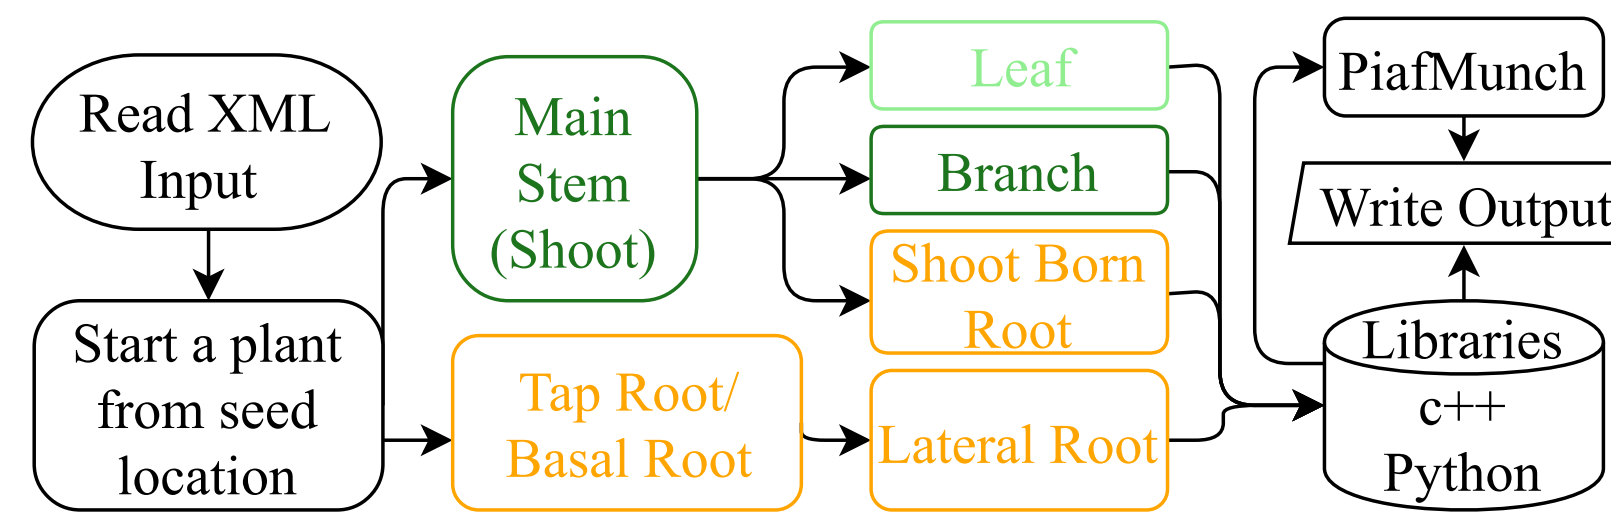 Read XML
Input
Start a plant
from seed
location
Main
Stem
(Shoot)
Tap Root/
Basal Root
Leaf
Branch
Shoot Born
Root
Lateral Root
PiafMunch
Write Output
Libraries
c++
Python